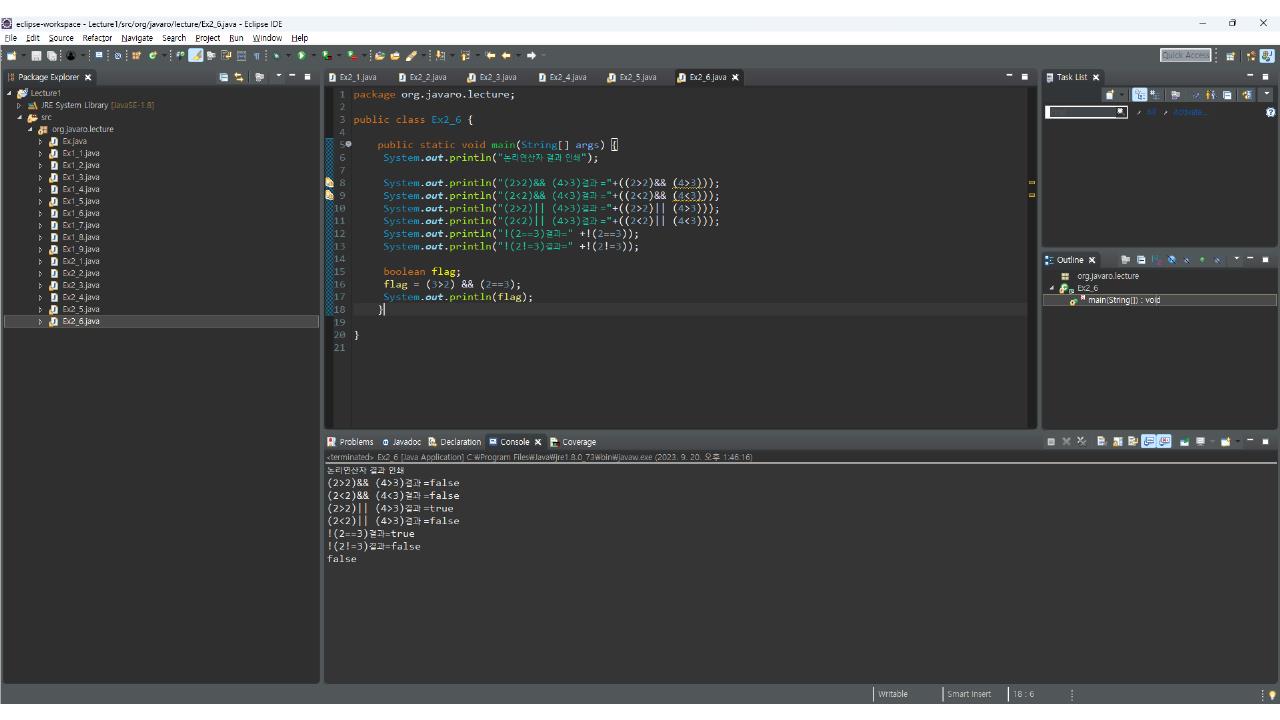 eclipse-workspace - Lecture1/src/org/javaro/lecture/Ex2_6.java - Eclipse IDE
File Edit Source Refactor Navigate Search Project Run Window Help
Quick Access
Package Explorer
Lecture1
JRE System Library [JavaSE-1.8]
src
org.javaro.lecture
Ex.java
Ex1_1.java
Ex1_2.java
Ex1_3.java
Ex1_4.java
Ex1_5.java
Ex1_6.java
Ex1_7.java
Ex1_8.java
Ex1_9.java
Ex2_1.java
Ex2_2.java
Ex2_3.java
Ex2_4.java
Ex2_5.java
Ex2_6.java
Ex2_1.java Ex2_2.java Ex2_3.java Ex2_4.java Ex2_5.java Ex2_6.java
1 package org.javaro.lecture;
2
3 public class Ex2_6 {
4
5 public static void main(String[] args) {
6 System.out.println("논리연산자 결과 인쇄");
7
8 System.out.println("(2>2)&& (4>3)결과="+((2>2)&& (4>3)));
9 System.out.println("(2<2)&& (4<3)결과="+((2<2)&& (4<3)));
10 System.out.println("(2>2)|| (4>3)결과="+((2>2)|| (4>3)));
11 System.out.println("(2<2)|| (4>3)결과="+((2<2)|| (4<3)));
12 System.out.println("!(2==3)결과=" +!(2==3));
13 System.out.println("!(2!=3)결과=" +!(2!=3));
14
15 boolean flag;
16 flag = (3>2) && (2==3);
17 System.out.println(flag);
18 }
19
20 }
21
Task List
All Activate...
Outline
org.javaro.lecture
Ex2_6
main(String[]) : void
Problems Javadoc Declaration Console Coverage
<terminated> Ex2_6 [Java Application] C:₩Program Files₩Java₩jre1.8.0_73₩bin₩javaw.exe (2023. 9. 20. 오후 1:46:16)
논리연산자 결과 인쇄
(2>2)&& (4>3)결과=false
(2<2)&& (4<3)결과=false
(2>2)|| (4>3)결과=true
(2<2)|| (4>3)결과=false
!(2==3)결과=true
!(2!=3)결과=false
false
Writable Smart Insert 18 : 6